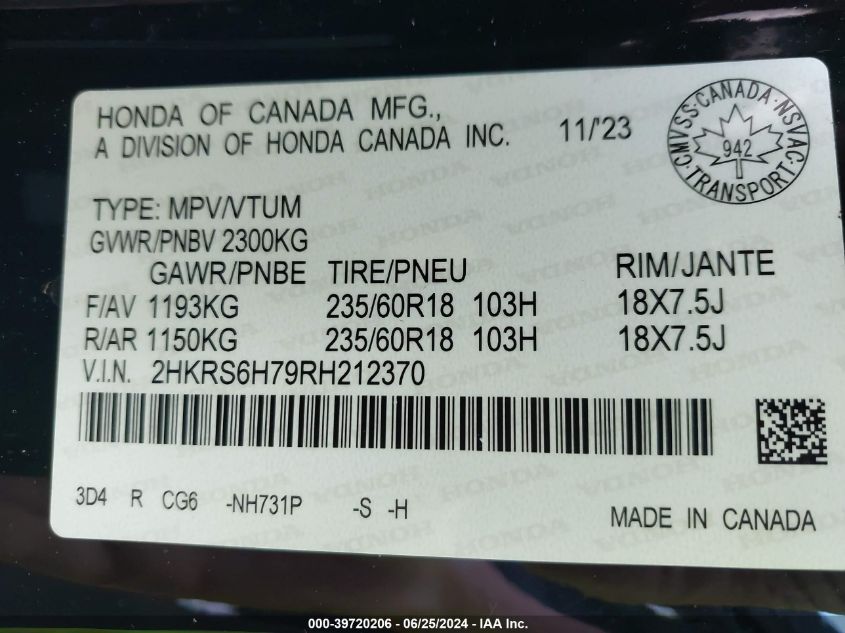 HONDA OF CANADA MFG.,
A DIVISION OF HONDA CANADA INC. 11/'23
CMVSS·CANADA·NSVAC·TRANSPORT·
942
TYPE: MPV/VTUM
GVWR/PNBV 2300KG
GAWR/PNBE TIRE/PNEU RIM/JANTE
F/AV 1193KG 235/60R18 103H 18X7.5J
R/AR 1150KG 235/60R18 103H 18X7.5J
V.I.N. 2HKRS6H79RH212370
3D4 R CG6 -NH731P -S -H
MADE IN CANADA
000-39720206 - 06/25/2024 - IAA Inc.